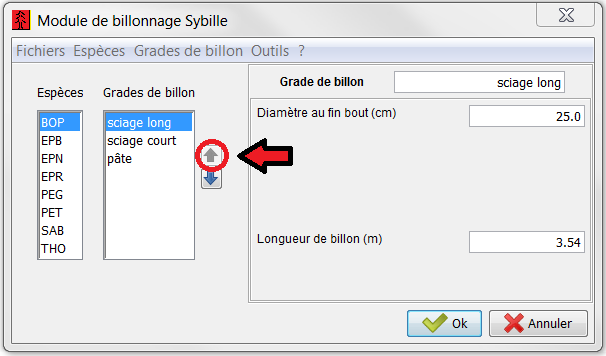 Module de billonnage Sybille
Fichiers Espèces Grades de billon Outils ?
Espèces
Grades de billon
BOP
EPB
EPN
EPR
PEG
PET
SAB
THO
sciage long
sciage court
pâte
Grade de billon
sciage long
Diamètre au fin bout (cm)
25.0
Longueur de billon (m)
3.54
Ok
Annuler